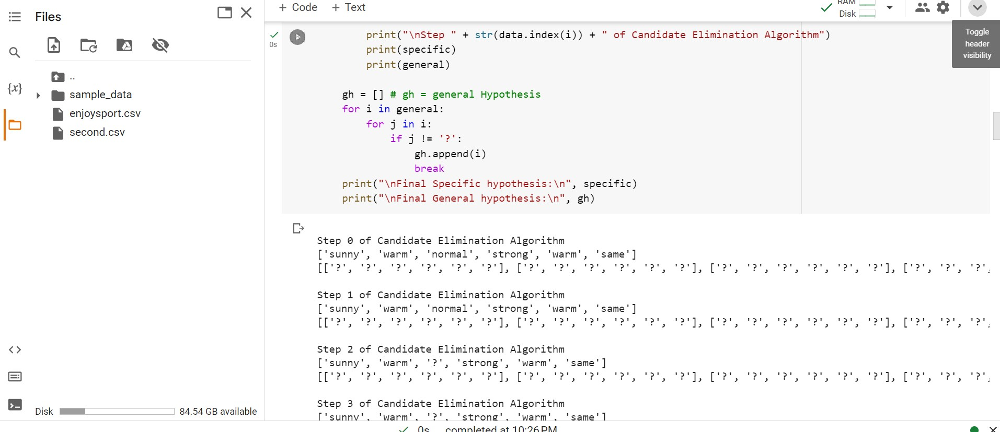 Files
..
sample_data
enjoysport.csv
second.csv
{x}
Disk 84.54 GB available
+ Code + Text
RAM
Disk
Toggle
header
visibility
0s
print("\nStep " + str(data.index(i)) + " of Candidate Elimination Algorithm")
print(specific)
print(general)
gh = [] # gh = general Hypothesis
for i in general:
for j in i:
if j != '?':
gh.append(i)
break
print("\nFinal Specific hypothesis:\n", specific)
print("\nFinal General hypothesis:\n", gh)
Step 0 of Candidate Elimination Algorithm
['sunny', 'warm', 'normal', 'strong', 'warm', 'same']
[['?', '?', '?', '?', '?', '?'], ['?', '?', '?', '?', '?', '?'], ['?', '?', '?', '?', '?', '?'], ['?', '?', '?',
Step 1 of Candidate Elimination Algorithm
['sunny', 'warm', 'normal', 'strong', 'warm', 'same']
[['?', '?', '?', '?', '?', '?'], ['?', '?', '?', '?', '?', '?'], ['?', '?', '?', '?', '?', '?'], ['?', '?', '?',
Step 2 of Candidate Elimination Algorithm
['sunny', 'warm', '?', 'strong', 'warm', 'same']
[['?', '?', '?', '?', '?', '?'], ['?', '?', '?', '?', '?', '?'], ['?', '?', '?', '?', '?', '?'], ['?', '?', '?',
Step 3 of Candidate Elimination Algorithm
['sunny', 'warm', '?', 'strong', 'warm', 'same']
0s completed at 10:26 PM